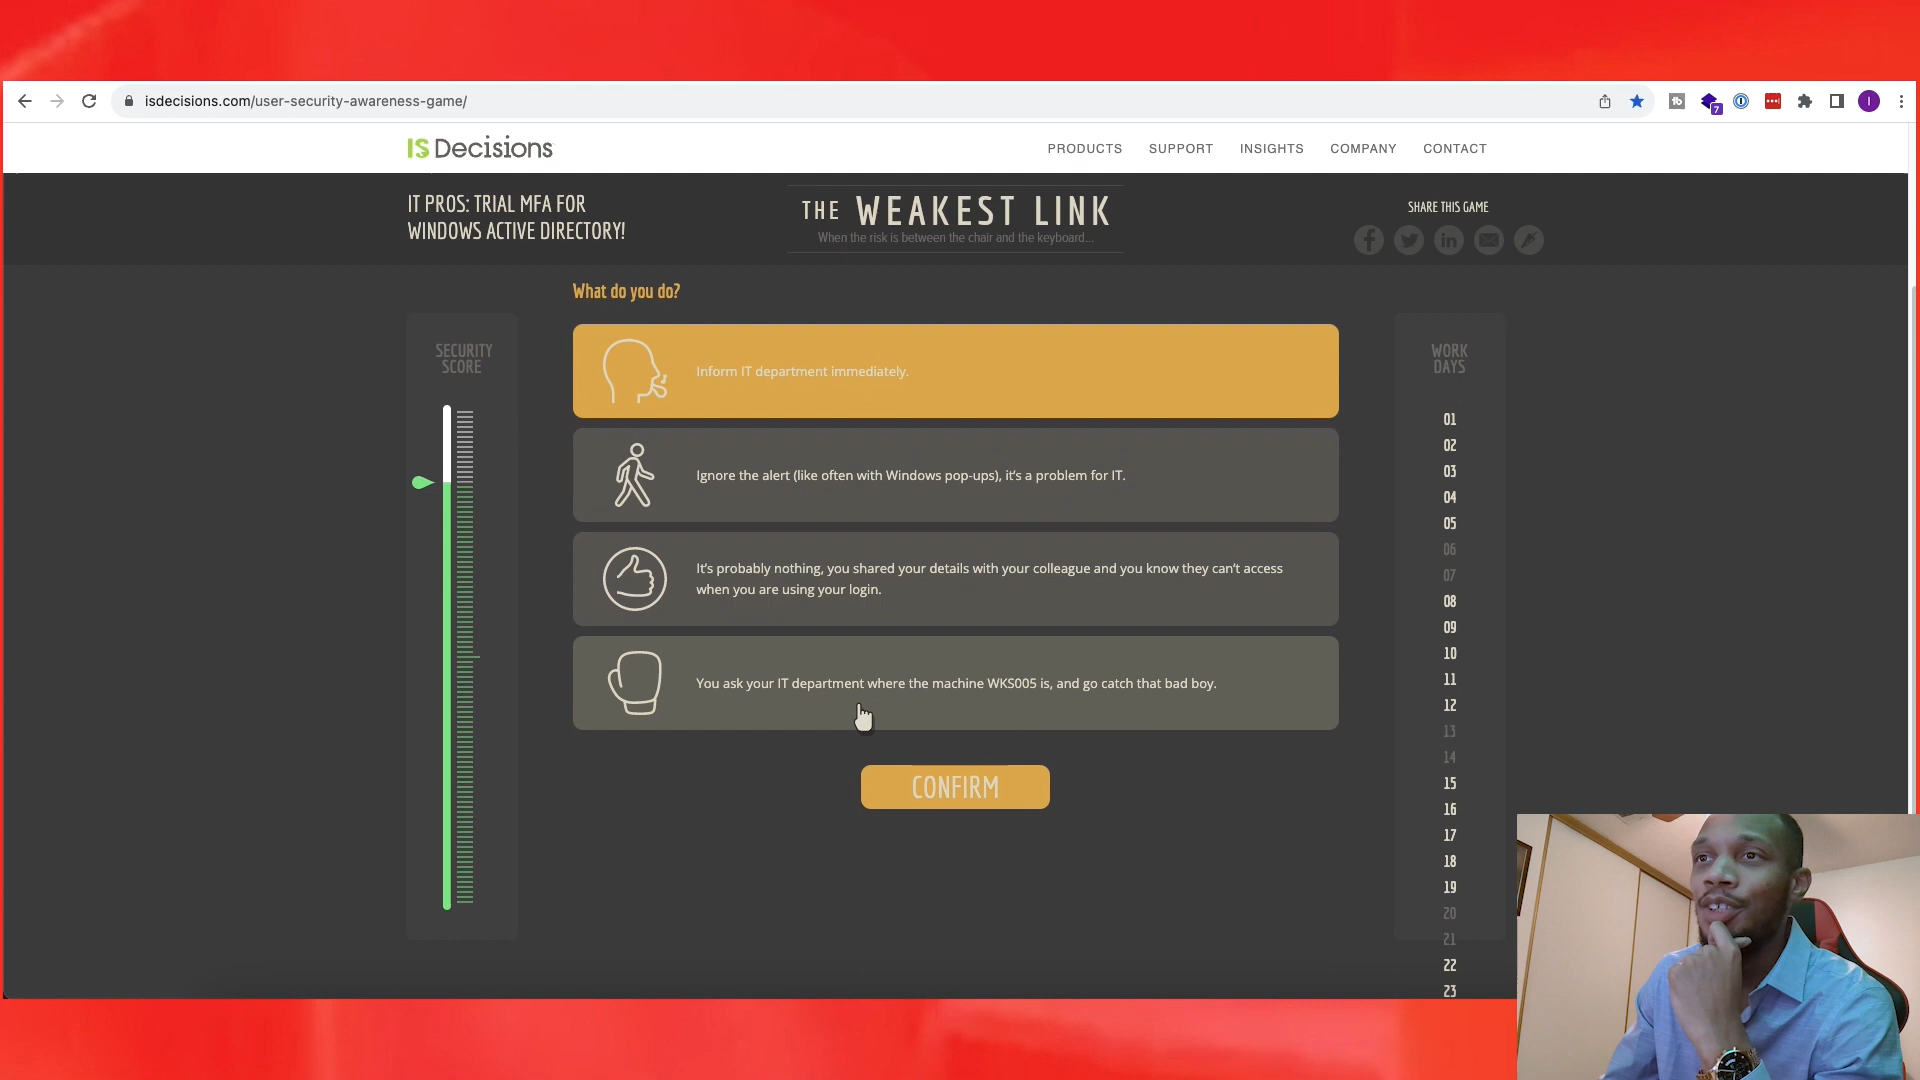 isdecisions.com/user-security-awareness-game/
7
I
IS Decisions
PRODUCTS
SUPPORT
INSIGHTS
COMPANY
CONTACT
IT PROS: TRIAL MFA FOR
WINDOWS ACTIVE DIRECTORY!
THE WEAKEST LINK
When the risk is between the chair and the keyboard...
SHARE THIS GAME
What do you do?
SECURITY
SCORE
Inform IT department immediately.
Ignore the alert (like often with Windows pop-ups), it's a problem for IT.
It's probably nothing, you shared your details with your colleague and you know they can't access
when you are using your login.
You ask your IT department where the machine WKS005 is, and go catch that bad boy.
CONFIRM
WORK
DAYS
01
02
03
04
05
06
07
08
09
10
11
12
13
14
15
16
17
18
19
20
21
22
23